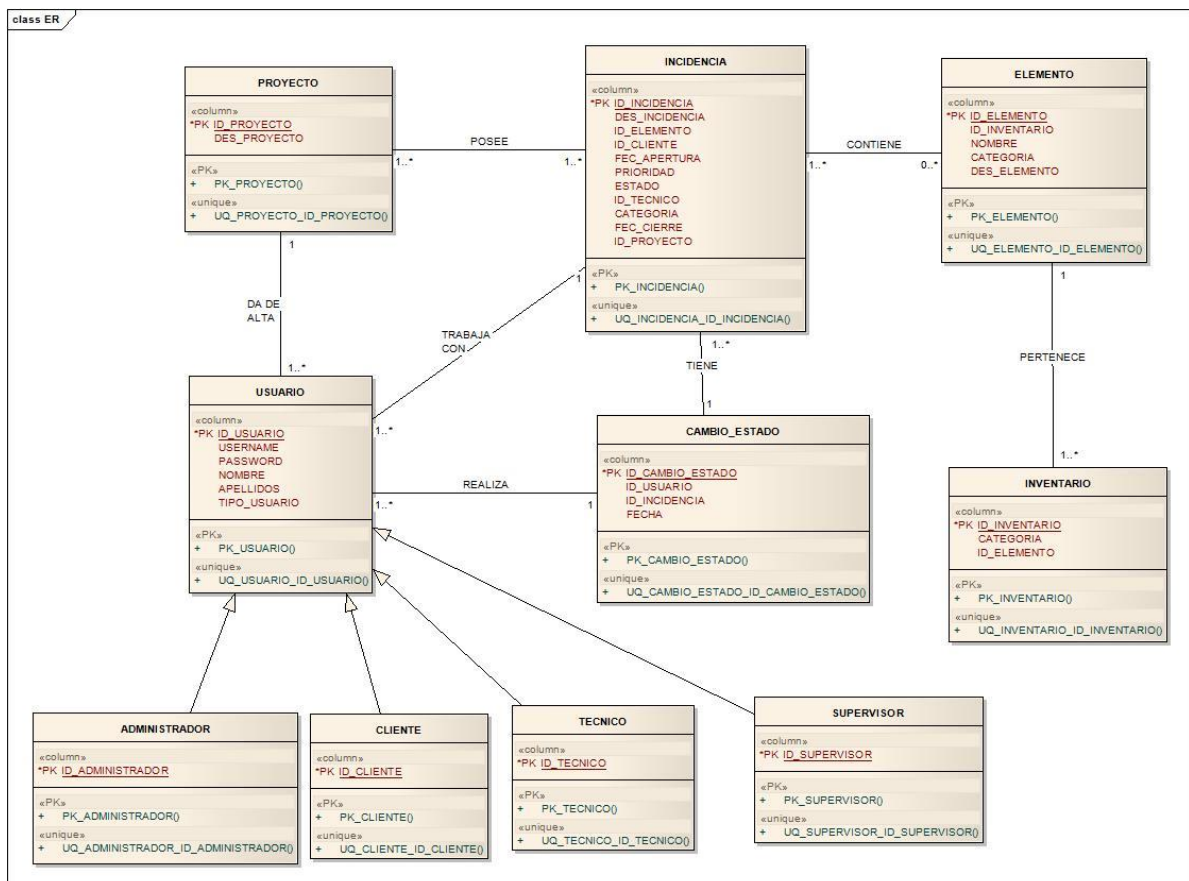 class ER
PROYECTO
«column»
*PK ID_PROYECTO
DES_PROYECTO
«PK»
+ PK_PROYECTO()
«unique»
+ UQ_PROYECTO_ID_PROYECTO()
POSEE
1..*
1..*
INCIDENCIA
«column»
*PK ID_INCIDENCIA
DES_INCIDENCIA
ID_ELEMENTO
ID_CLIENTE
FEC_APERTURA
PRIORIDAD
ESTADO
ID_TECNICO
CATEGORIA
FEC_CIERRE
ID_PROYECTO
«PK»
+ PK_INCIDENCIA()
«unique»
+ UQ_INCIDENCIA_ID_INCIDENCIA()
CONTIENE
1..*
0..*
ELEMENTO
«column»
*PK ID_ELEMENTO
ID_INVENTARIO
NOMBRE
CATEGORIA
DES_ELEMENTO
«PK»
+ PK_ELEMENTO()
«unique»
+ UQ_ELEMENTO_ID_ELEMENTO()
1
DA DE
ALTA
1..*
1
TRABAJA
CON
1..*
1..*
TIENE
1
1
PERTENECE
1..*
USUARIO
«column»
*PK ID_USUARIO
USERNAME
PASSWORD
NOMBRE
APELLIDOS
TIPO_USUARIO
«PK»
+ PK_USUARIO()
«unique»
+ UQ_USUARIO_ID_USUARIO()
REALIZA
1..*
1
CAMBIO_ESTADO
«column»
*PK ID_CAMBIO_ESTADO
ID_USUARIO
ID_INCIDENCIA
FECHA
«PK»
+ PK_CAMBIO_ESTADO()
«unique»
+ UQ_CAMBIO_ESTADO_ID_CAMBIO_ESTADO()
INVENTARIO
«column»
*PK ID_INVENTARIO
CATEGORIA
ID_ELEMENTO
«PK»
+ PK_INVENTARIO()
«unique»
+ UQ_INVENTARIO_ID_INVENTARIO()
ADMINISTRADOR
«column»
*PK ID_ADMINISTRADOR
«PK»
+ PK_ADMINISTRADOR()
«unique»
+ UQ_ADMINISTRADOR_ID_ADMINISTRADOR()
CLIENTE
«column»
*PK ID_CLIENTE
«PK»
+ PK_CLIENTE()
«unique»
+ UQ_CLIENTE_ID_CLIENTE()
TECNICO
«column»
*PK ID_TECNICO
«PK»
+ PK_TECNICO()
«unique»
+ UQ_TECNICO_ID_TECNICO()
SUPERVISOR
«column»
*PK ID_SUPERVISOR
«PK»
+ PK_SUPERVISOR()
«unique»
+ UQ_SUPERVISOR_ID_SUPERVISOR()